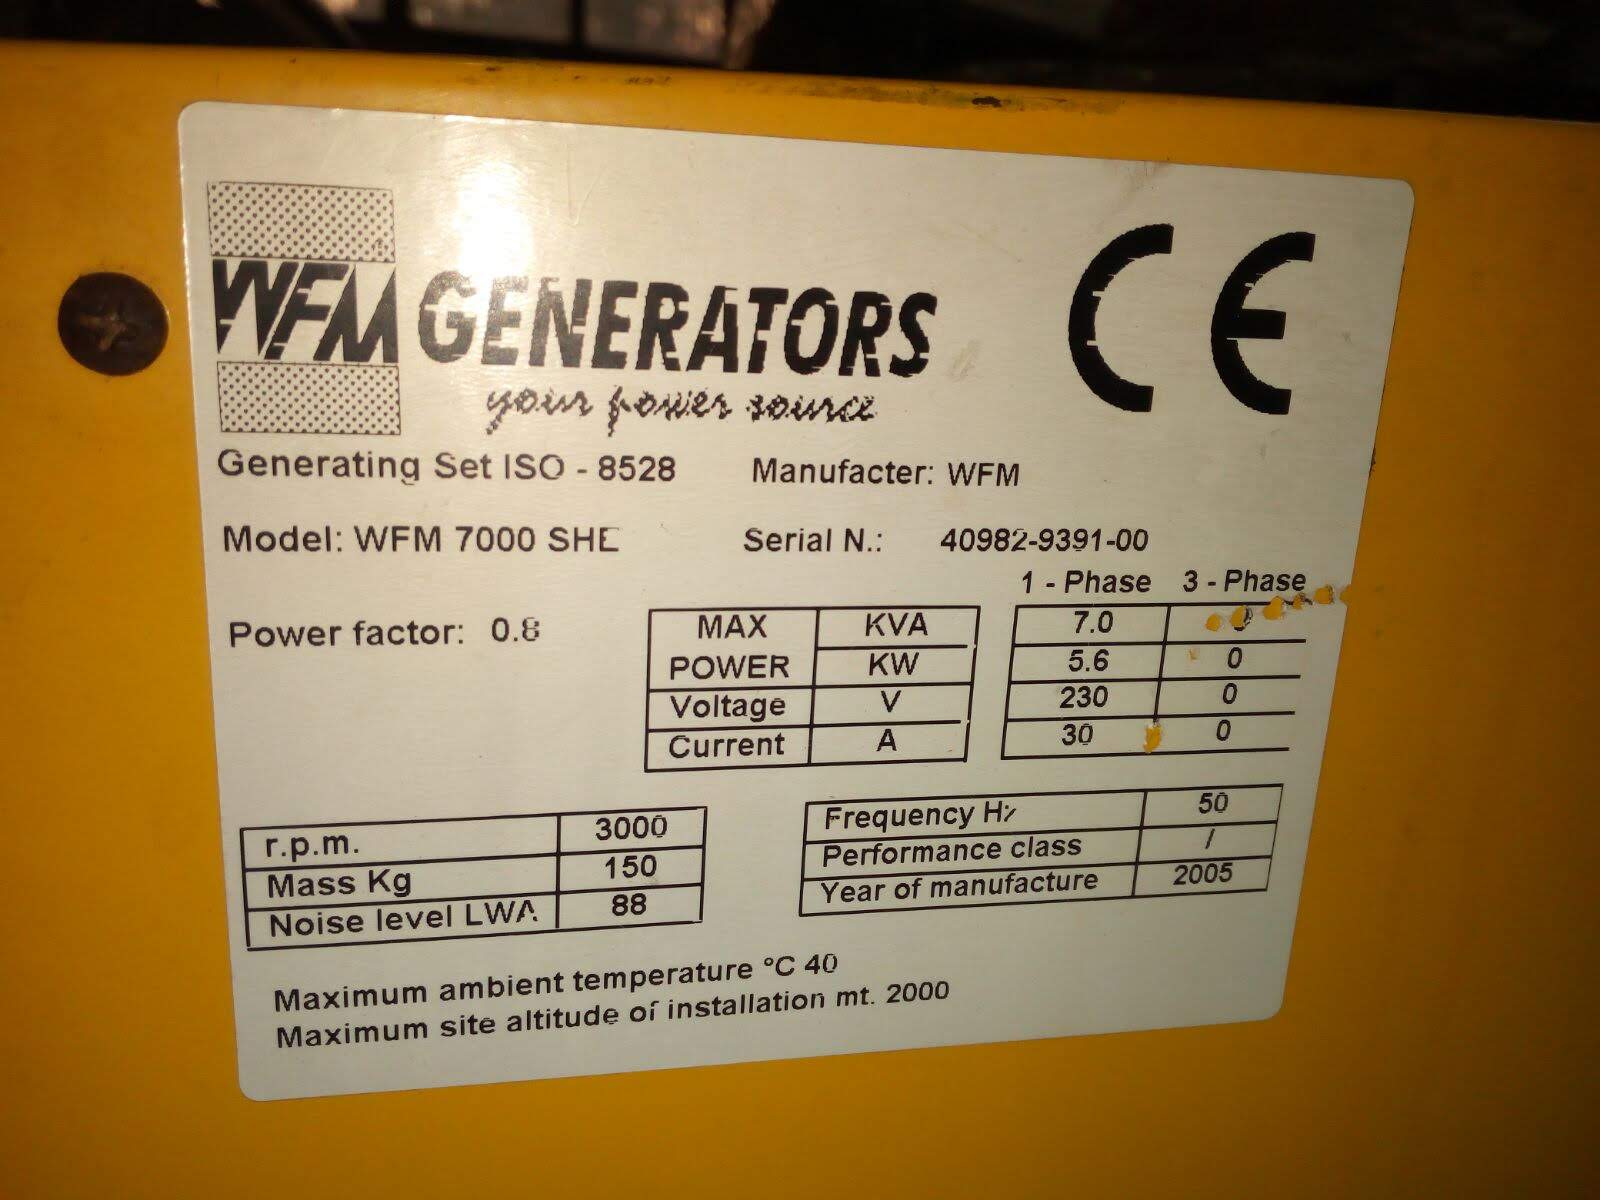 WFM GENERATORS
your power source
CE
Generating Set ISO - 8528 Manufacter: WFM
Model: WFM 7000 SHE Serial N.: 40982-9391-00
1 - Phase 3 - Phase
Power factor: 0.8
MAX KVA 7.0
POWER KW 5.6 0
Voltage V 230 0
Current A 30 0
r.p.m. 3000
Mass Kg 150
Noise level LWA 88
Frequency Hz 50
Performance class /
Year of manufacture 2005
Maximum ambient temperature °C 40
Maximum site altitude of installation mt. 2000